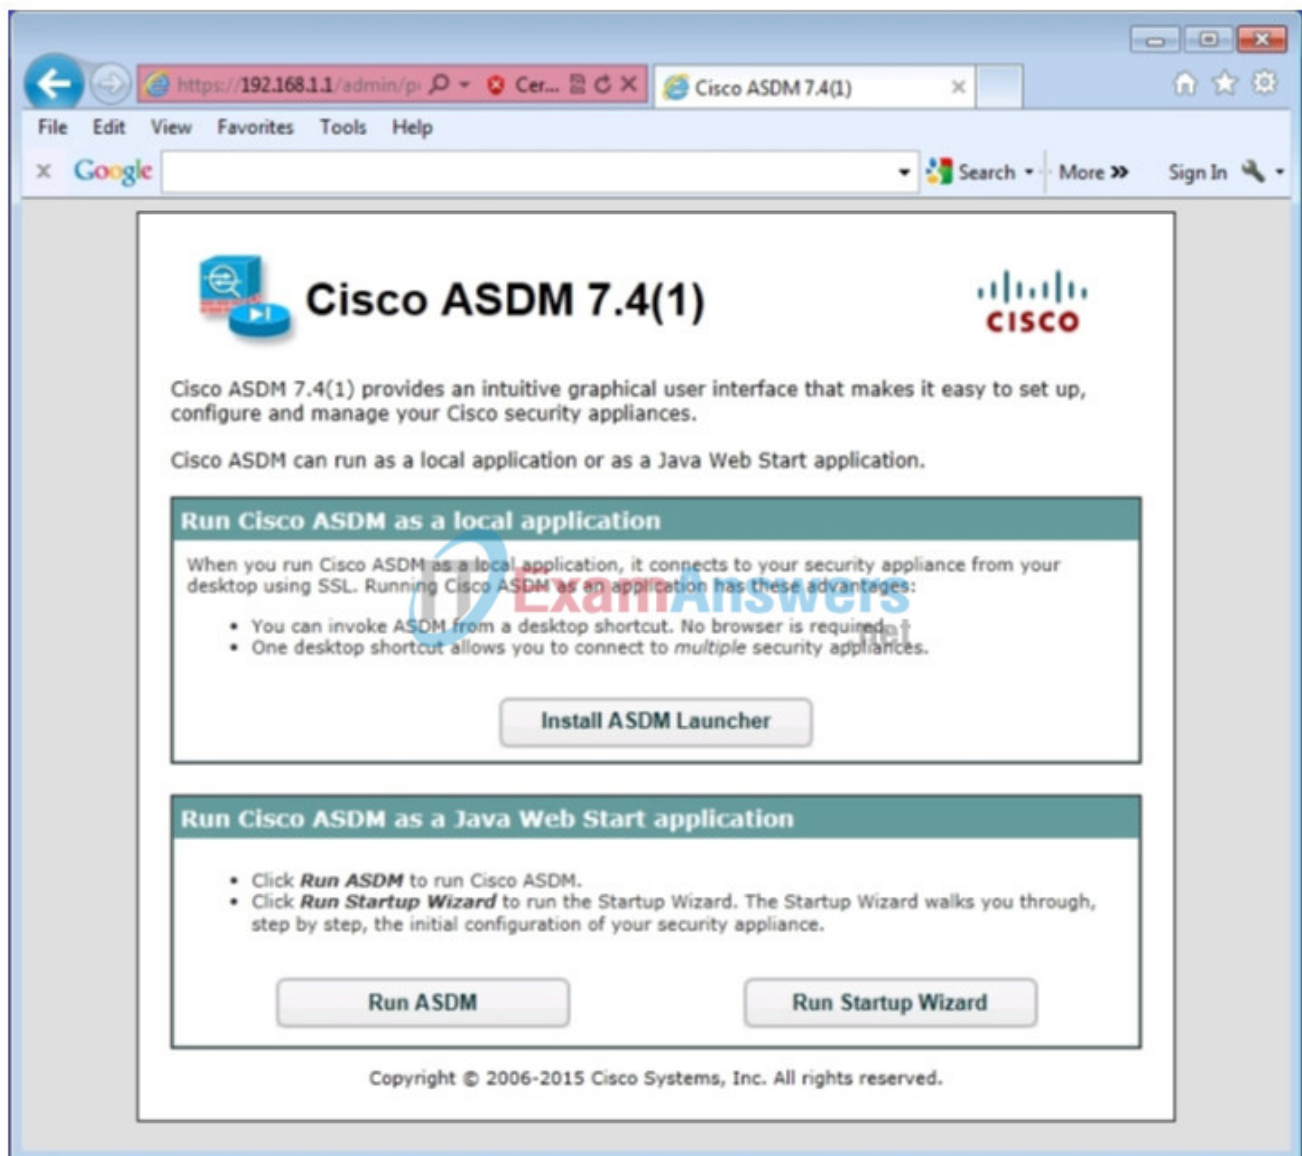 https://192.168.1.1/admin/p Cer... Cisco ASDM 7.4(1)
File Edit View Favorites Tools Help
x Google Search More » Sign In
Cisco ASDM 7.4(1)
CISCO
Cisco ASDM 7.4(1) provides an intuitive graphical user interface that makes it easy to set up,
configure and manage your Cisco security appliances.
Cisco ASDM can run as a local application or as a Java Web Start application.
Run Cisco ASDM as a local application
When you run Cisco ASDM as a local application, it connects to your security appliance from your
desktop using SSL. Running Cisco ASDM as an application has these advantages:
ITExamAnswers
.net
• You can invoke ASDM from a desktop shortcut. No browser is required.
• One desktop shortcut allows you to connect to multiple security appliances.
Install ASDM Launcher
Run Cisco ASDM as a Java Web Start application
• Click Run ASDM to run Cisco ASDM.
• Click Run Startup Wizard to run the Startup Wizard. The Startup Wizard walks you through,
step by step, the initial configuration of your security appliance.
Run ASDM Run Startup Wizard
Copyright © 2006-2015 Cisco Systems, Inc. All rights reserved.